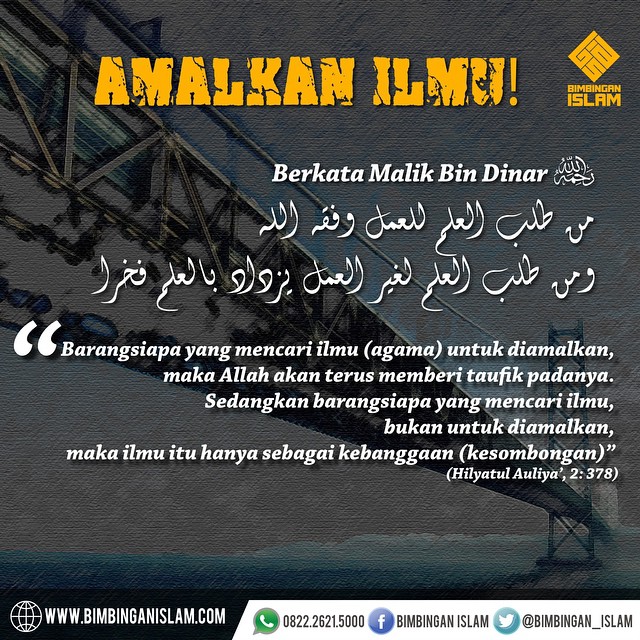 AMALKAN ILMU!
BIMBINGAN
ISLAM
Berkata Malik Bin Dinar رحمه الله
من طلب العلم للعمل وفقه الله
ومن طلب العلم لغير العمل يزداد بالعلم فخرا
“Barangsiapa yang mencari ilmu (agama) untuk diamalkan,
maka Allah akan terus memberi taufik padanya.
Sedangkan barangsiapa yang mencari ilmu,
bukan untuk diamalkan,
maka ilmu itu hanya sebagai kebanggaan (kesombongan)”
(Hilyatul Auliya’, 2: 378)
WWW.BIMBINGANISLAM.COM
0822.2621.5000
BIMBINGAN ISLAM
@BIMBINGAN_ISLAM